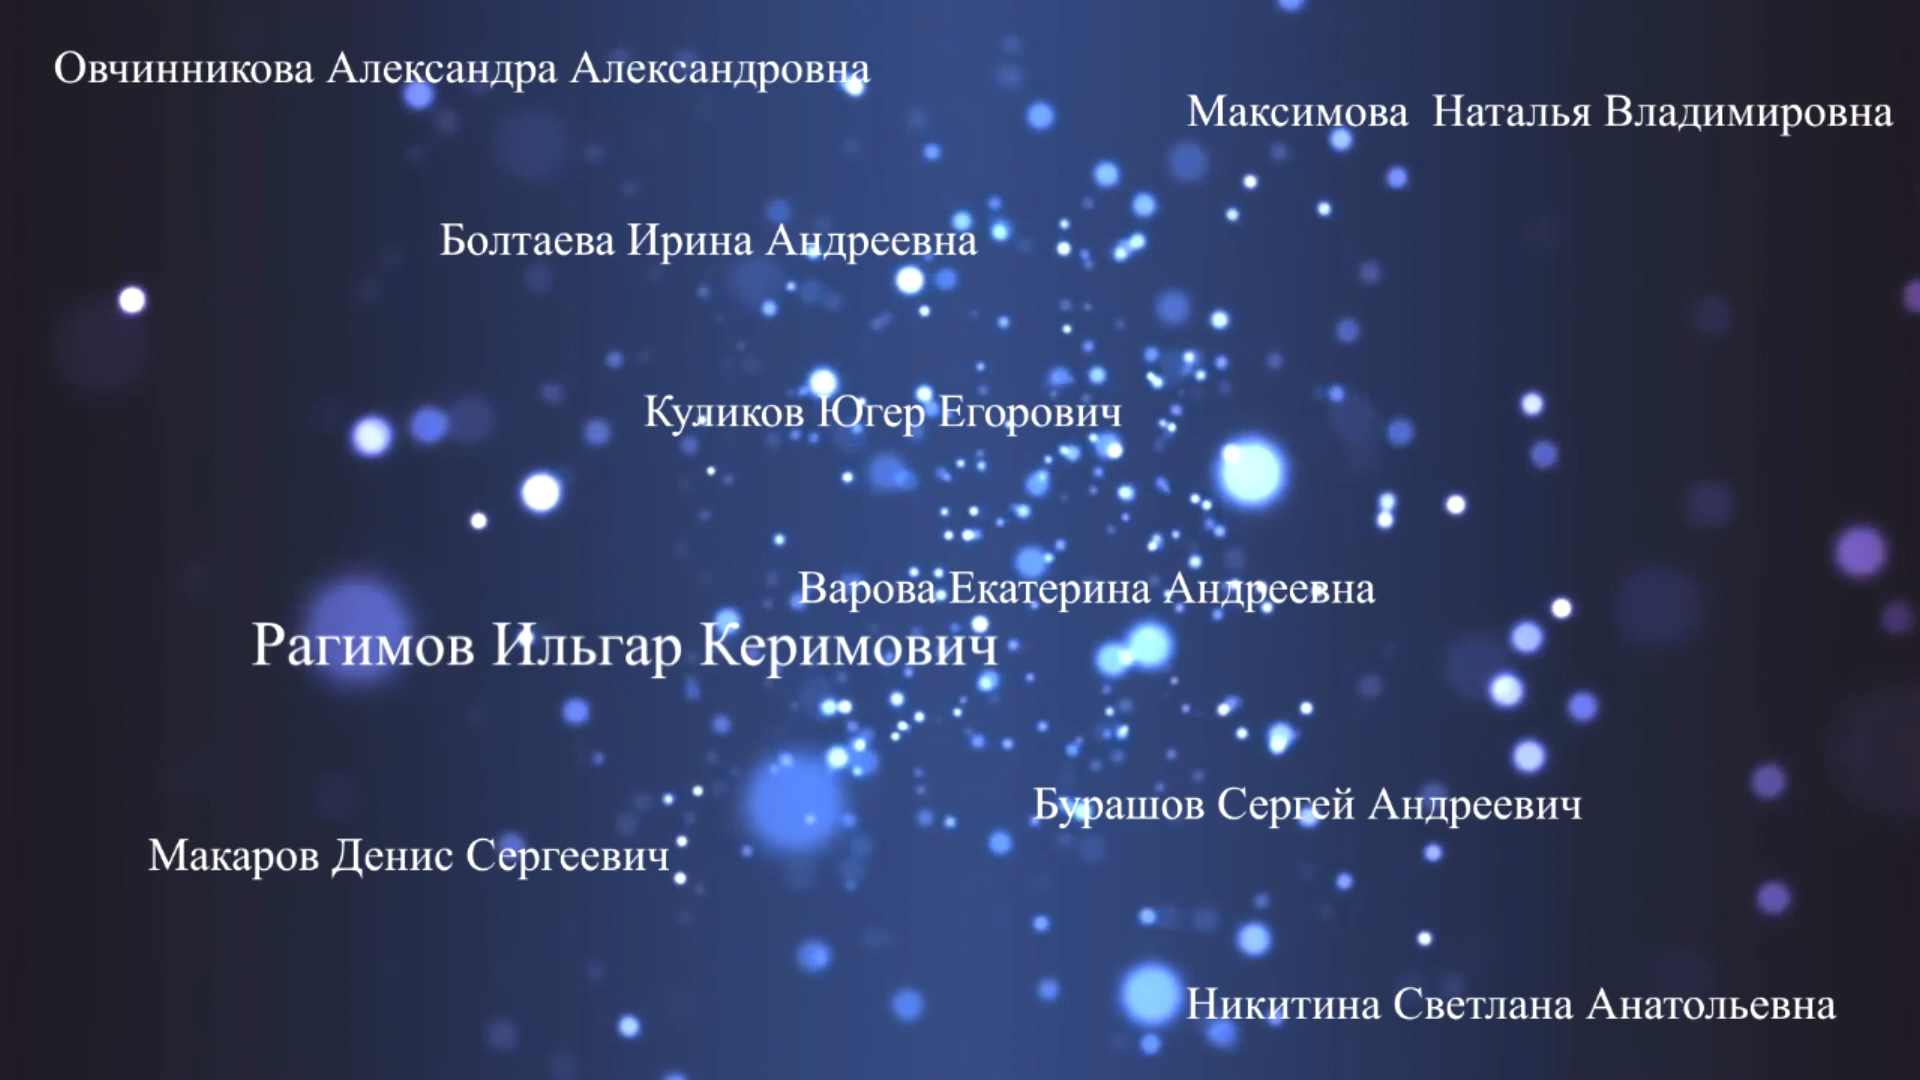 Овчинникова Александра Александровна
Максимова  Наталья Владимировна
Болтаева Ирина Андреевна
Куликов Югер Егорович
Варова Екатерина Андреевна
Рагимов Ильгар Керимович
Бурашов Сергей Андреевич
Макаров Денис Сергеевич
Никитина Светлана Анатольевна